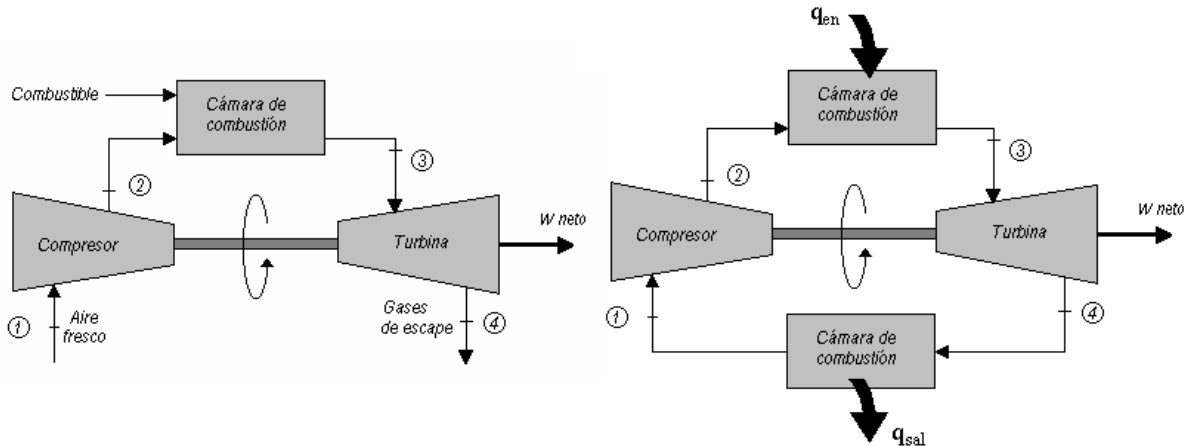 Combustible
Cámara de
combustión
2
3
Compresor
Turbina
W neto
1
Aire
fresco
Gases
de escape
4
q_en
Cámara de
combustión
2
3
Compresor
Turbina
W neto
1
4
Cámara de
combustión
q_sal